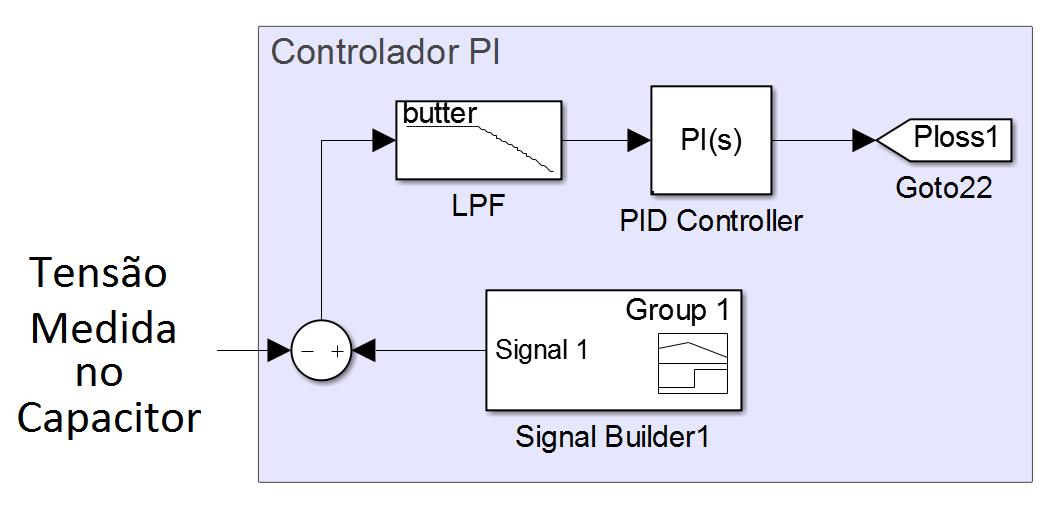 Controlador PI
butter
LPF
PI(s)
PID Controller
Ploss1
Goto22
Tensão
Medida
no
Capacitor
− +
Group 1
Signal 1
Signal Builder1